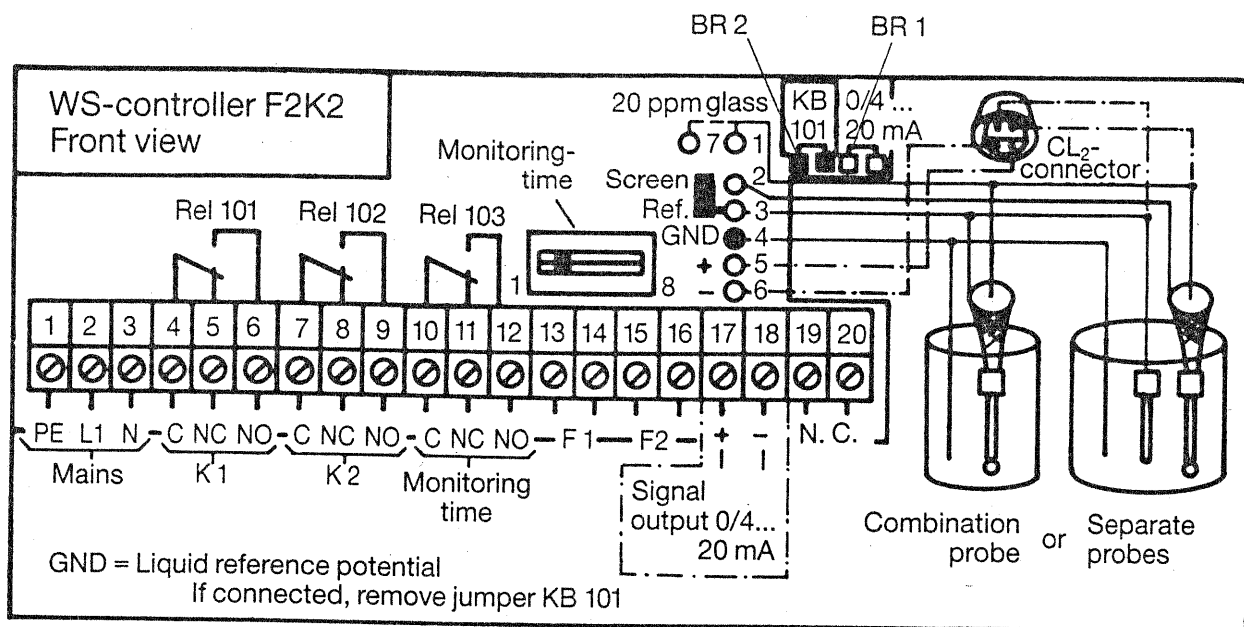 BR 2 BR 1
WS-controller F2K2
Front view
20 ppm glass
KB
101
0/4 ...
20 mA
7 1
CL₂-
connector
Monitoring-
time
Screen 2
Ref. 3
GND 4
+ 5
- 6
Rel 101 Rel 102 Rel 103
1 8
1 2 3 4 5 6 7 8 9 10 11 12 13 14 15 16 17 18 19 20
PE L1 N C NC NO C NC NO C NC NO F 1 F2 + - N. C.
Mains K 1 K 2 Monitoring
time
Signal
output 0/4...
20 mA
Combination
probe
or
Separate
probes
GND = Liquid reference potential
If connected, remove jumper KB 101